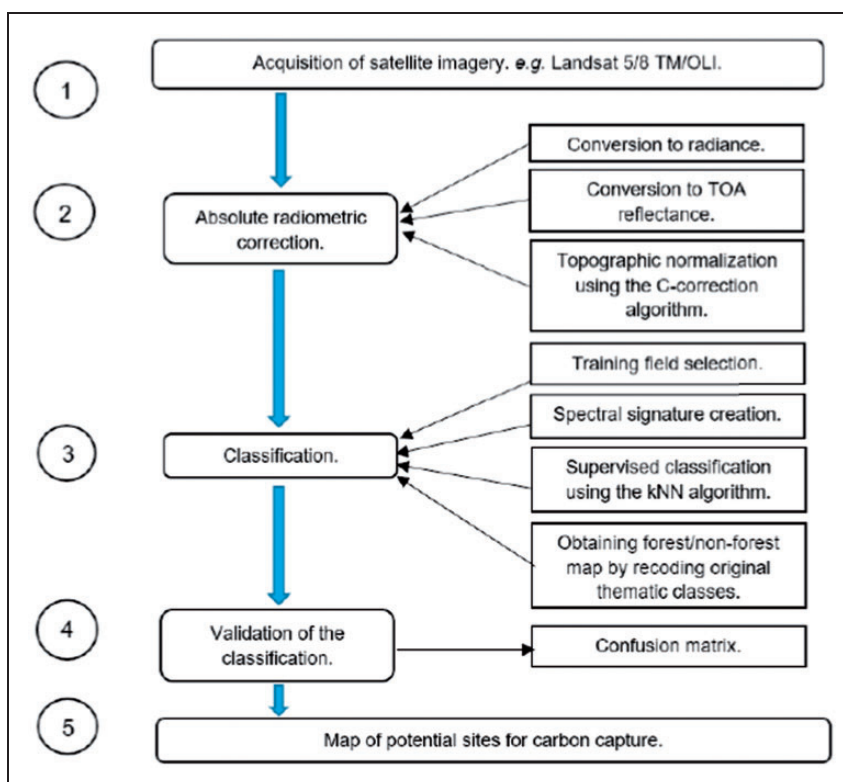 1
Acquisition of satellite imagery. e.g. Landsat 5/8 TM/OLI.
2
Absolute radiometric
correction.
Conversion to radiance.
Conversion to TOA
reflectance.
Topographic normalization
using the C-correction
algorithm.
3
Classification.
Training field selection.
Spectral signature creation.
Supervised classification
using the kNN algorithm.
Obtaining forest/non-forest
map by recoding original
thematic classes.
4
Validation of the
classification.
Confusion matrix.
5
Map of potential sites for carbon capture.